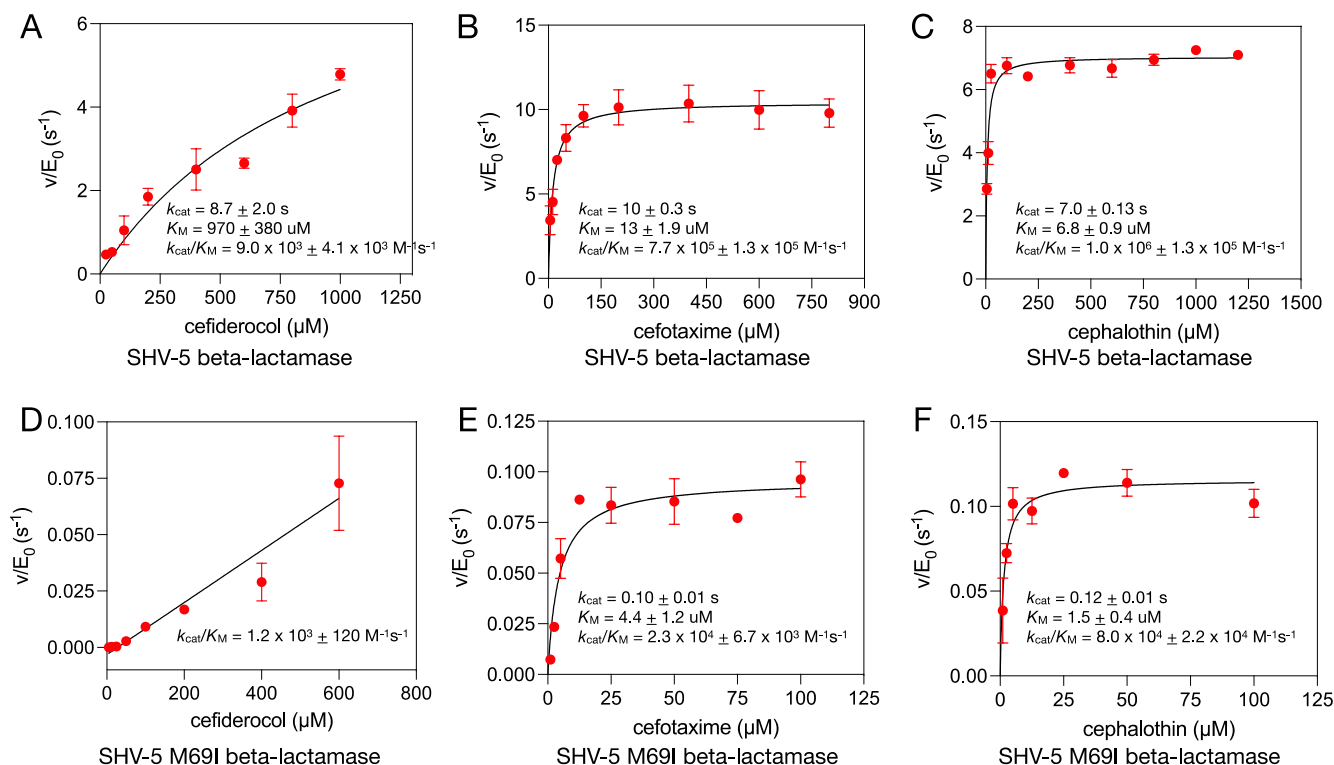 A
v/E0 (s⁻¹)
6
4
2
0
kcat = 8.7 ± 2.0 s
KM = 970 ± 380 uM
kcat/KM = 9.0 x 10³ ± 4.1 x 10³ M⁻¹s⁻¹
0 250 500 750 1000 1250
cefiderocol (µM)
SHV-5 beta-lactamase
B
v/E0 (s⁻¹)
15
10
5
0
kcat = 10 ± 0.3 s
KM = 13 ± 1.9 uM
kcat/KM = 7.7 x 10⁵ ± 1.3 x 10⁵ M⁻¹s⁻¹
0 150 300 450 600 750 900
cefotaxime (µM)
SHV-5 beta-lactamase
C
v/E0 (s⁻¹)
8
6
4
2
0
kcat = 7.0 ± 0.13 s
KM = 6.8 ± 0.9 uM
kcat/KM = 1.0 x 10⁶ ± 1.3 x 10⁵ M⁻¹s⁻¹
0 250 500 750 1000 1250 1500
cephalothin (µM)
SHV-5 beta-lactamase
D
v/E0 (s⁻¹)
0.100
0.075
0.050
0.025
0.000
kcat/KM = 1.2 x 10³ ± 120 M⁻¹s⁻¹
0 200 400 600 800
cefiderocol (µM)
SHV-5 M69I beta-lactamase
E
v/E0 (s⁻¹)
0.125
0.100
0.075
0.050
0.025
0.000
kcat = 0.10 ± 0.01 s
KM = 4.4 ± 1.2 uM
kcat/KM = 2.3 x 10⁴ ± 6.7 x 10³ M⁻¹s⁻¹
0 25 50 75 100 125
cefotaxime (µM)
SHV-5 M69I beta-lactamase
F
v/E0 (s⁻¹)
0.15
0.10
0.05
0.00
kcat = 0.12 ± 0.01 s
KM = 1.5 ± 0.4 uM
kcat/KM = 8.0 x 10⁴ ± 2.2 x 10⁴ M⁻¹s⁻¹
0 25 50 75 100 125
cephalothin (µM)
SHV-5 M69I beta-lactamase